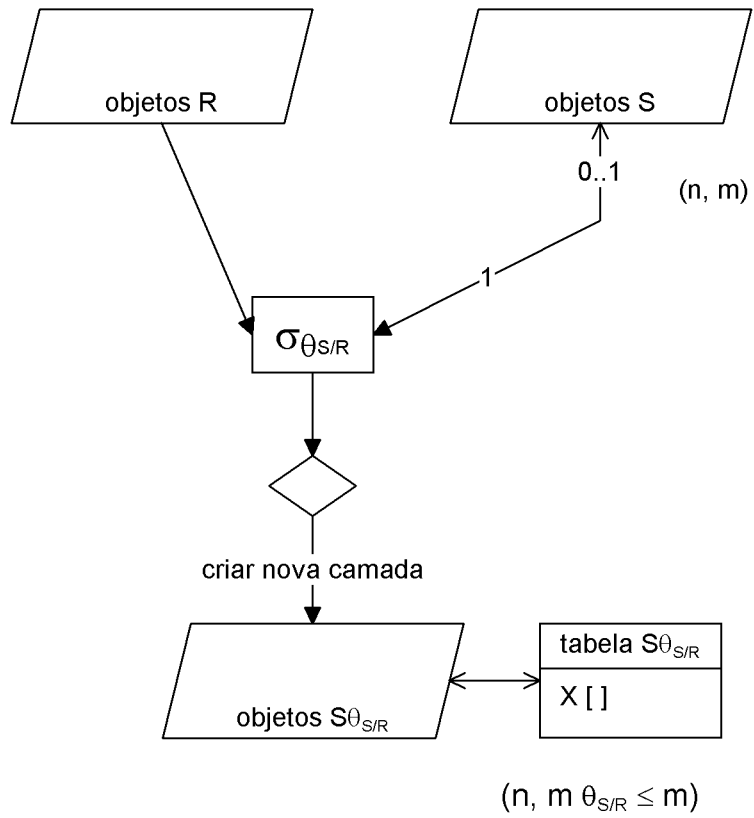 objetos R
objetos S
0..1
(n, m)
1
σθS/R
criar nova camada
tabela SθS/R
X [ ]
objetos SθS/R
(n, m θS/R ≤ m)